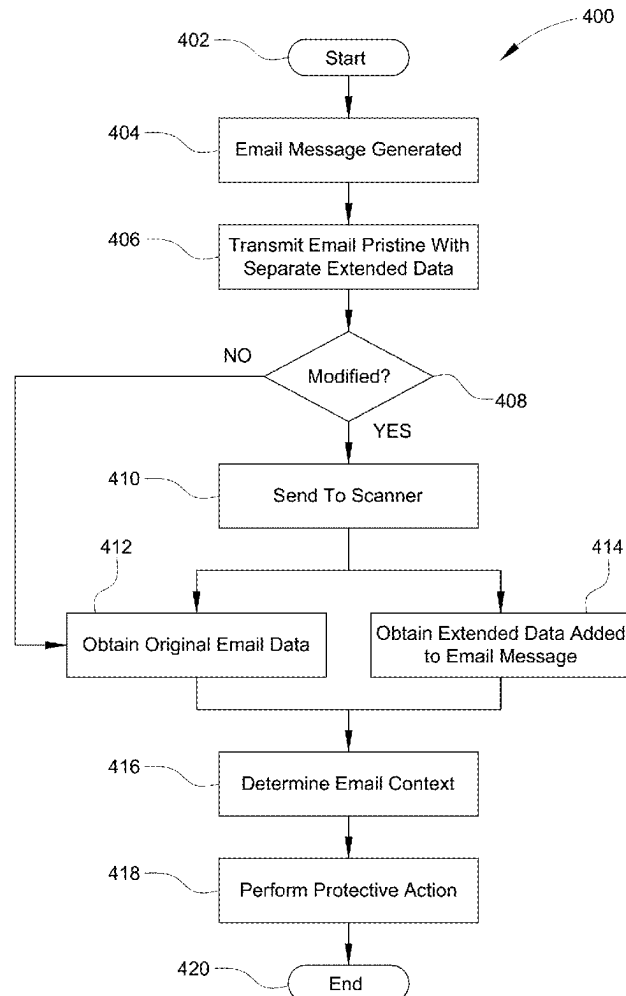 400
402
Start
404
Email Message Generated
406
Transmit Email Pristine With
Separate Extended Data
NO
Modified?
408
YES
410
Send To Scanner
412
414
Obtain Original Email Data
Obtain Extended Data Added
to Email Message
416
Determine Email Context
418
Perform Protective Action
420
End